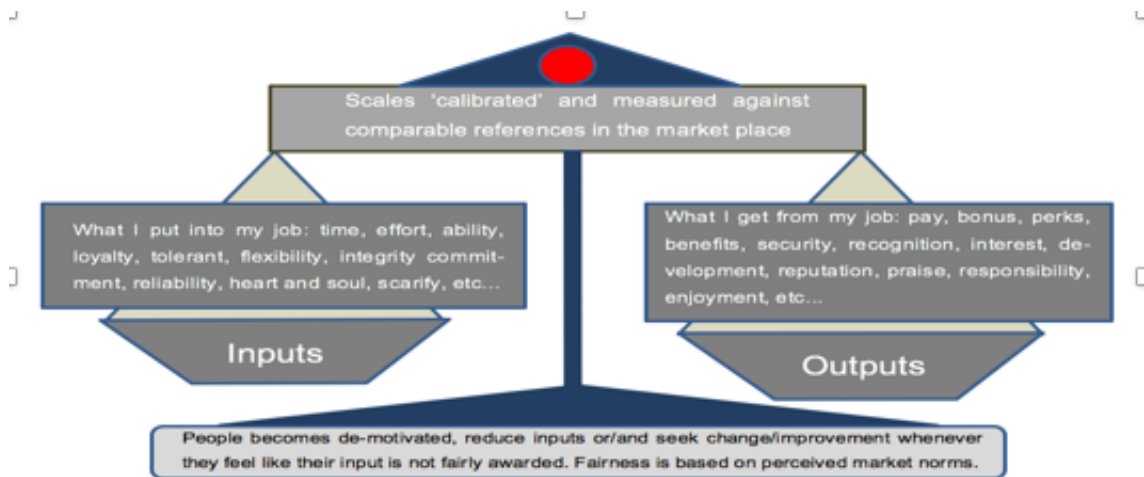 Scales 'calibrated' and measured against
comparable references in the market place
What I put into my job: time, effort, ability,
loyalty, tolerant, flexibility, integrity commit-
ment, reliability, heart and soul, scarify, etc...
Inputs
What I get from my job: pay, bonus, perks,
benefits, security, recognition, interest, de-
velopment, reputation, praise, responsibility,
enjoyment, etc...
Outputs
People becomes de-motivated, reduce inputs or/and seek change/improvement whenever
they feel like their input is not fairly awarded. Fairness is based on perceived market norms.